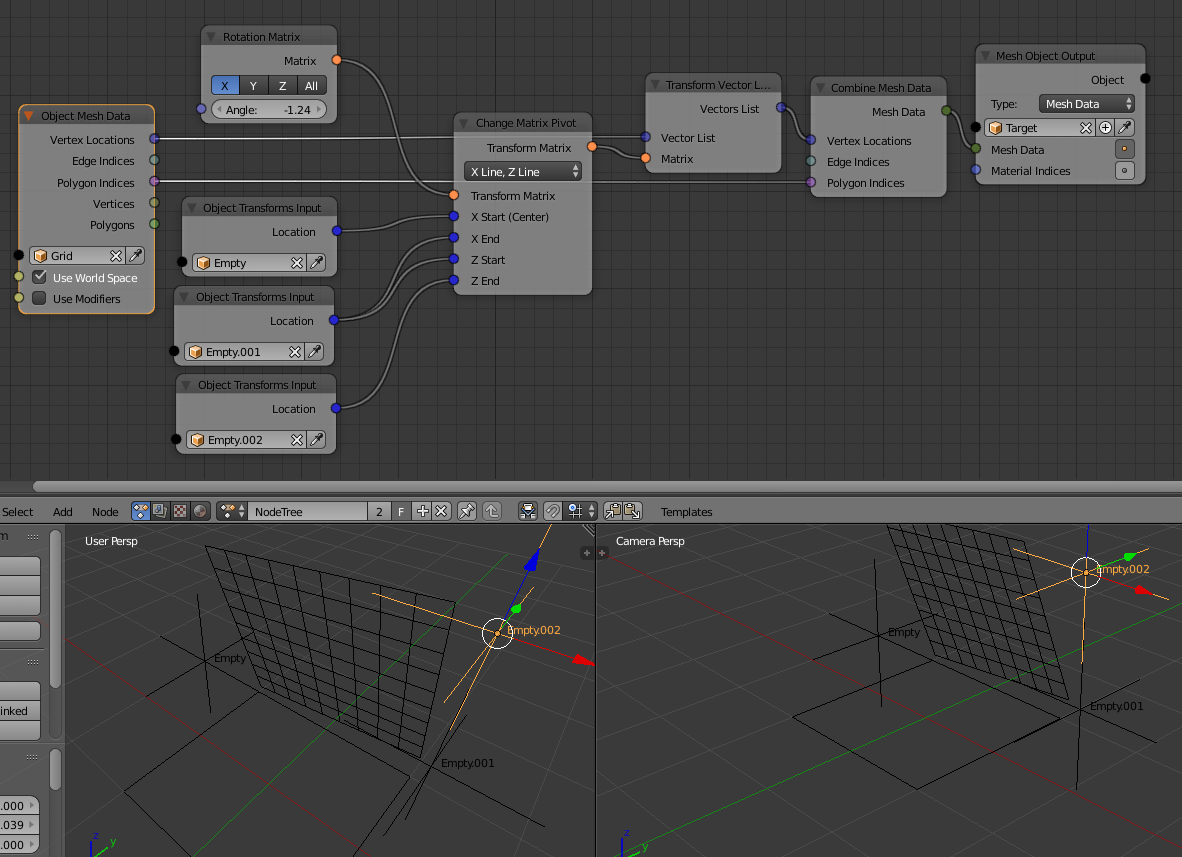 Rotation Matrix
Matrix
X Y Z All
Angle: -1.24
Object Mesh Data
Vertex Locations
Edge Indices
Polygon Indices
Vertices
Polygons
Grid
Use World Space
Use Modifiers
Object Transforms Input
Location
Empty
Object Transforms Input
Location
Empty.001
Object Transforms Input
Location
Empty.002
Change Matrix Pivot
Transform Matrix
X Line, Z Line
Transform Matrix
X Start (Center)
X End
Z Start
Z End
Transform Vector L...
Vectors List
Vector List
Matrix
Combine Mesh Data
Mesh Data
Vertex Locations
Edge Indices
Polygon Indices
Mesh Object Output
Object
Type: Mesh Data
Target
Mesh Data
Material Indices
Select Add Node NodeTree 2 F Templates
m
inked
.000
.039
.000
User Persp
Empty.002
Empty
Empty.001
z
y
Camera Persp
Empty.002
Empty
Empty.001
z
y